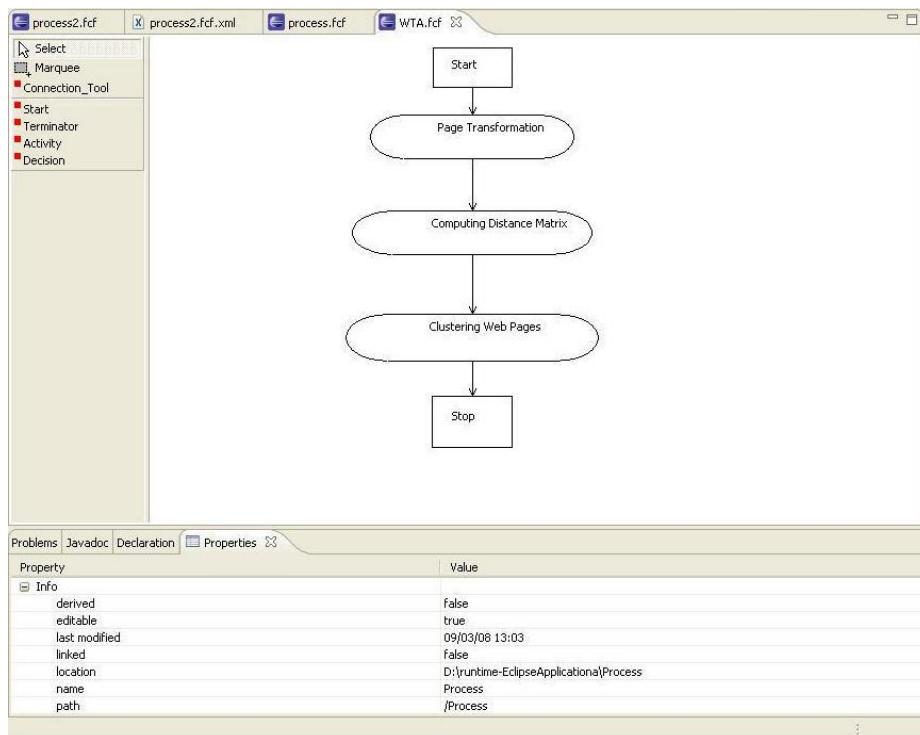 process2.fcf process2.fcf.xml process.fcf WTA.fcf
Select
Marquee
Connection_Tool
Start
Terminator
Activity
Decision
Start
Page Transformation
Computing Distance Matrix
Clustering Web Pages
Stop
Problems Javadoc Declaration Properties
Property Value
Info
derived false
editable true
last modified 09/03/08 13:03
linked false
location D:\runtime-EclipseApplicationa\Process
name Process
path /Process